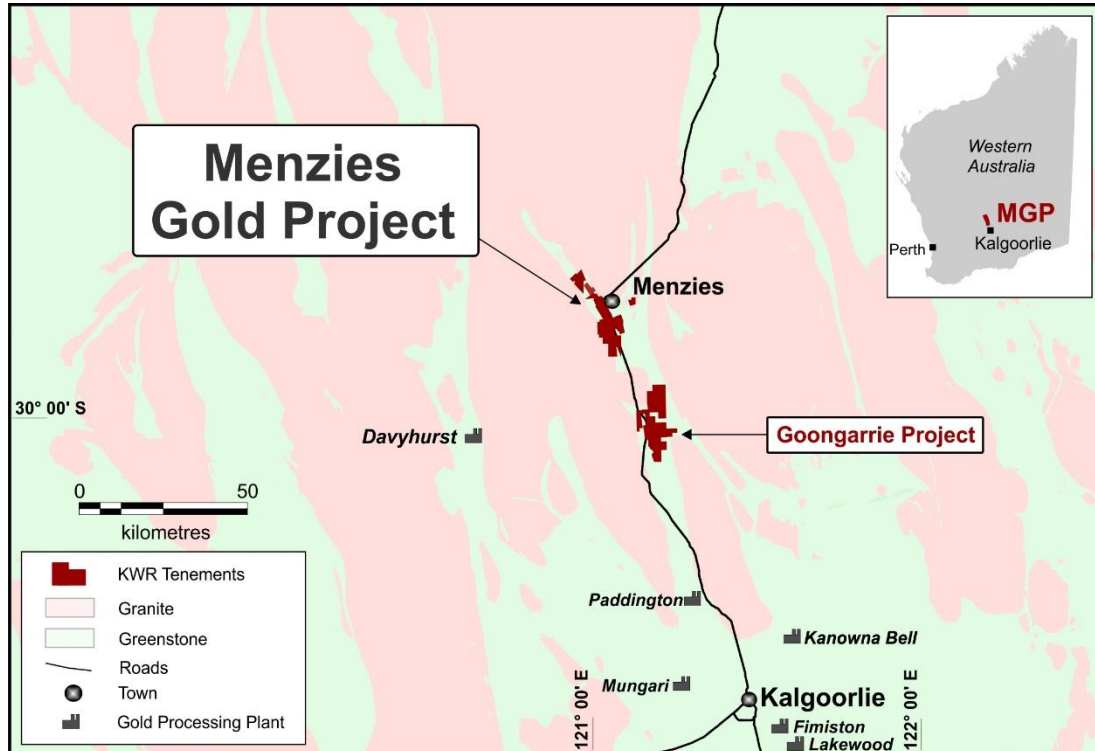 Menzies
Gold Project
Western
Australia
MGP
Perth
Kalgoorlie
Menzies
30° 00' S
Davyhurst
Goongarrie Project
0 50
kilometres
KWR Tenements
Granite
Greenstone
Roads
Town
Gold Processing Plant
Paddington
Kanowna Bell
Mungari
Kalgoorlie
Fimiston
Lakewood
121° 00' E
122° 00' E